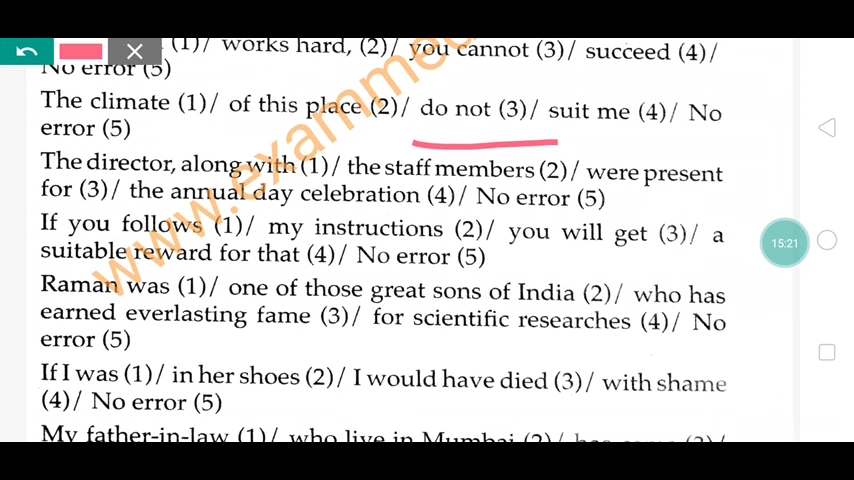 (1)/ works hard, (2)/ you cannot (3)/ succeed (4)/
No error (5)
The climate (1)/ of this place (2)/ do not (3)/ suit me (4)/ No
error (5)
The director, along with (1)/ the staff members (2)/ were present
for (3)/ the annual day celebration (4)/ No error (5)
If you follows (1)/ my instructions (2)/ you will get (3)/ a
suitable reward for that (4)/ No error (5)
Raman was (1)/ one of those great sons of India (2)/ who has
earned everlasting fame (3)/ for scientific researches (4)/ No
error (5)
If I was (1)/ in her shoes (2)/ I would have died (3)/ with shame
(4)/ No error (5)
My father-in-law (1)/ who live in Mumbai (2)/ has come (3)/
www.exammed
15:21